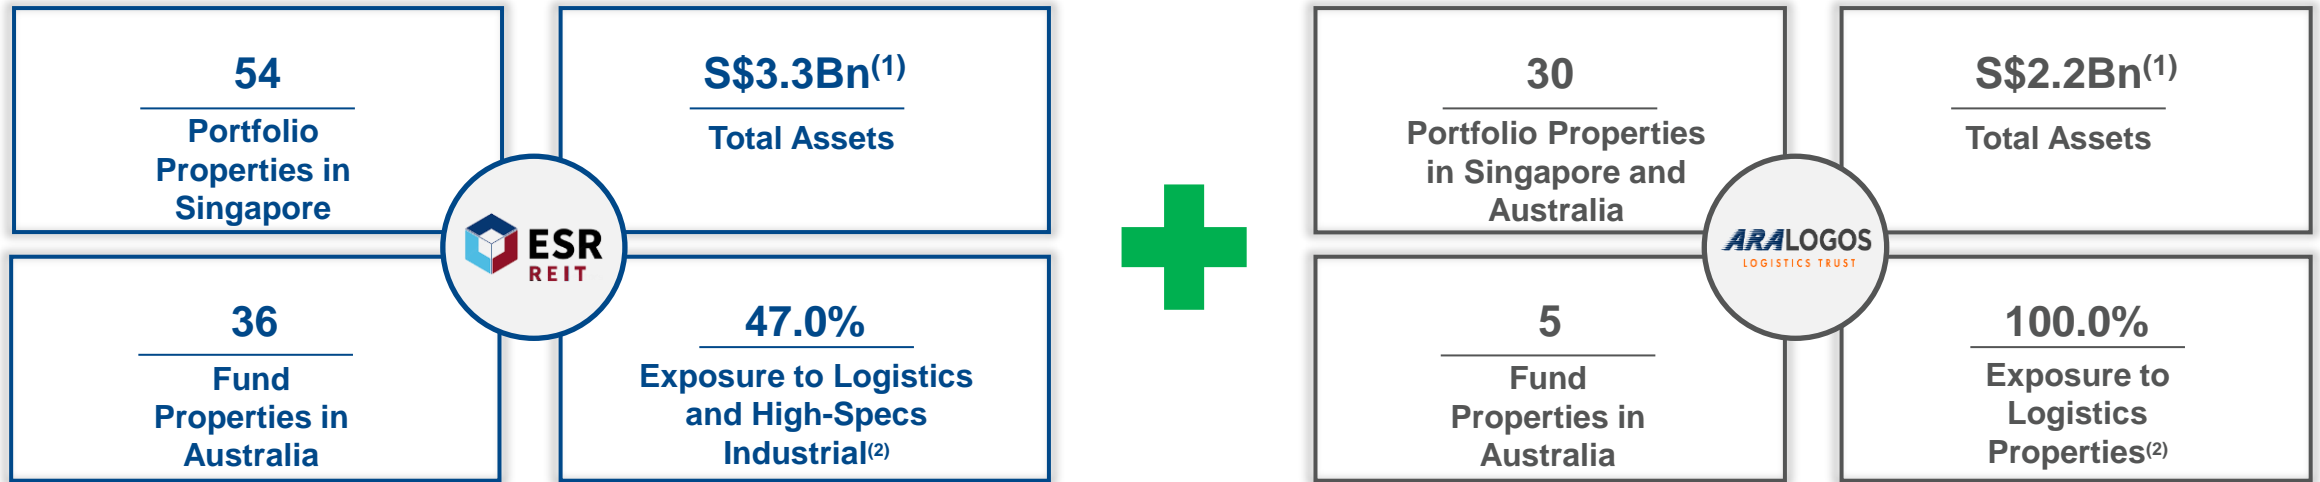 54
Portfolio
Properties in
Singapore
S$3.3Bn(1)
Total Assets
ESR
REIT
36
Fund
Properties in
Australia
47.0%
Exposure to Logistics
and High-Specs
Industrial(2)
30
Portfolio Properties
in Singapore and
Australia
S$2.2Bn(1)
Total Assets
ARALOGOS
LOGISTICS TRUST
5
Fund
Properties in
Australia
100.0%
Exposure to
Logistics
Properties(2)